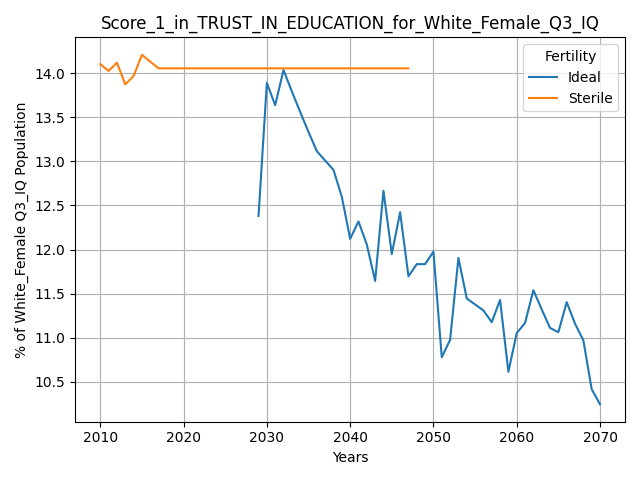 Score_1_in_TRUST_IN_EDUCATION_for_White_Female_Q3_IQ
% of White_Female Q3_IQ Population
14.0
13.5
13.0
12.5
12.0
11.5
11.0
10.5
Fertility
Ideal
Sterile
2010 2020 2030 2040 2050 2060 2070
Years